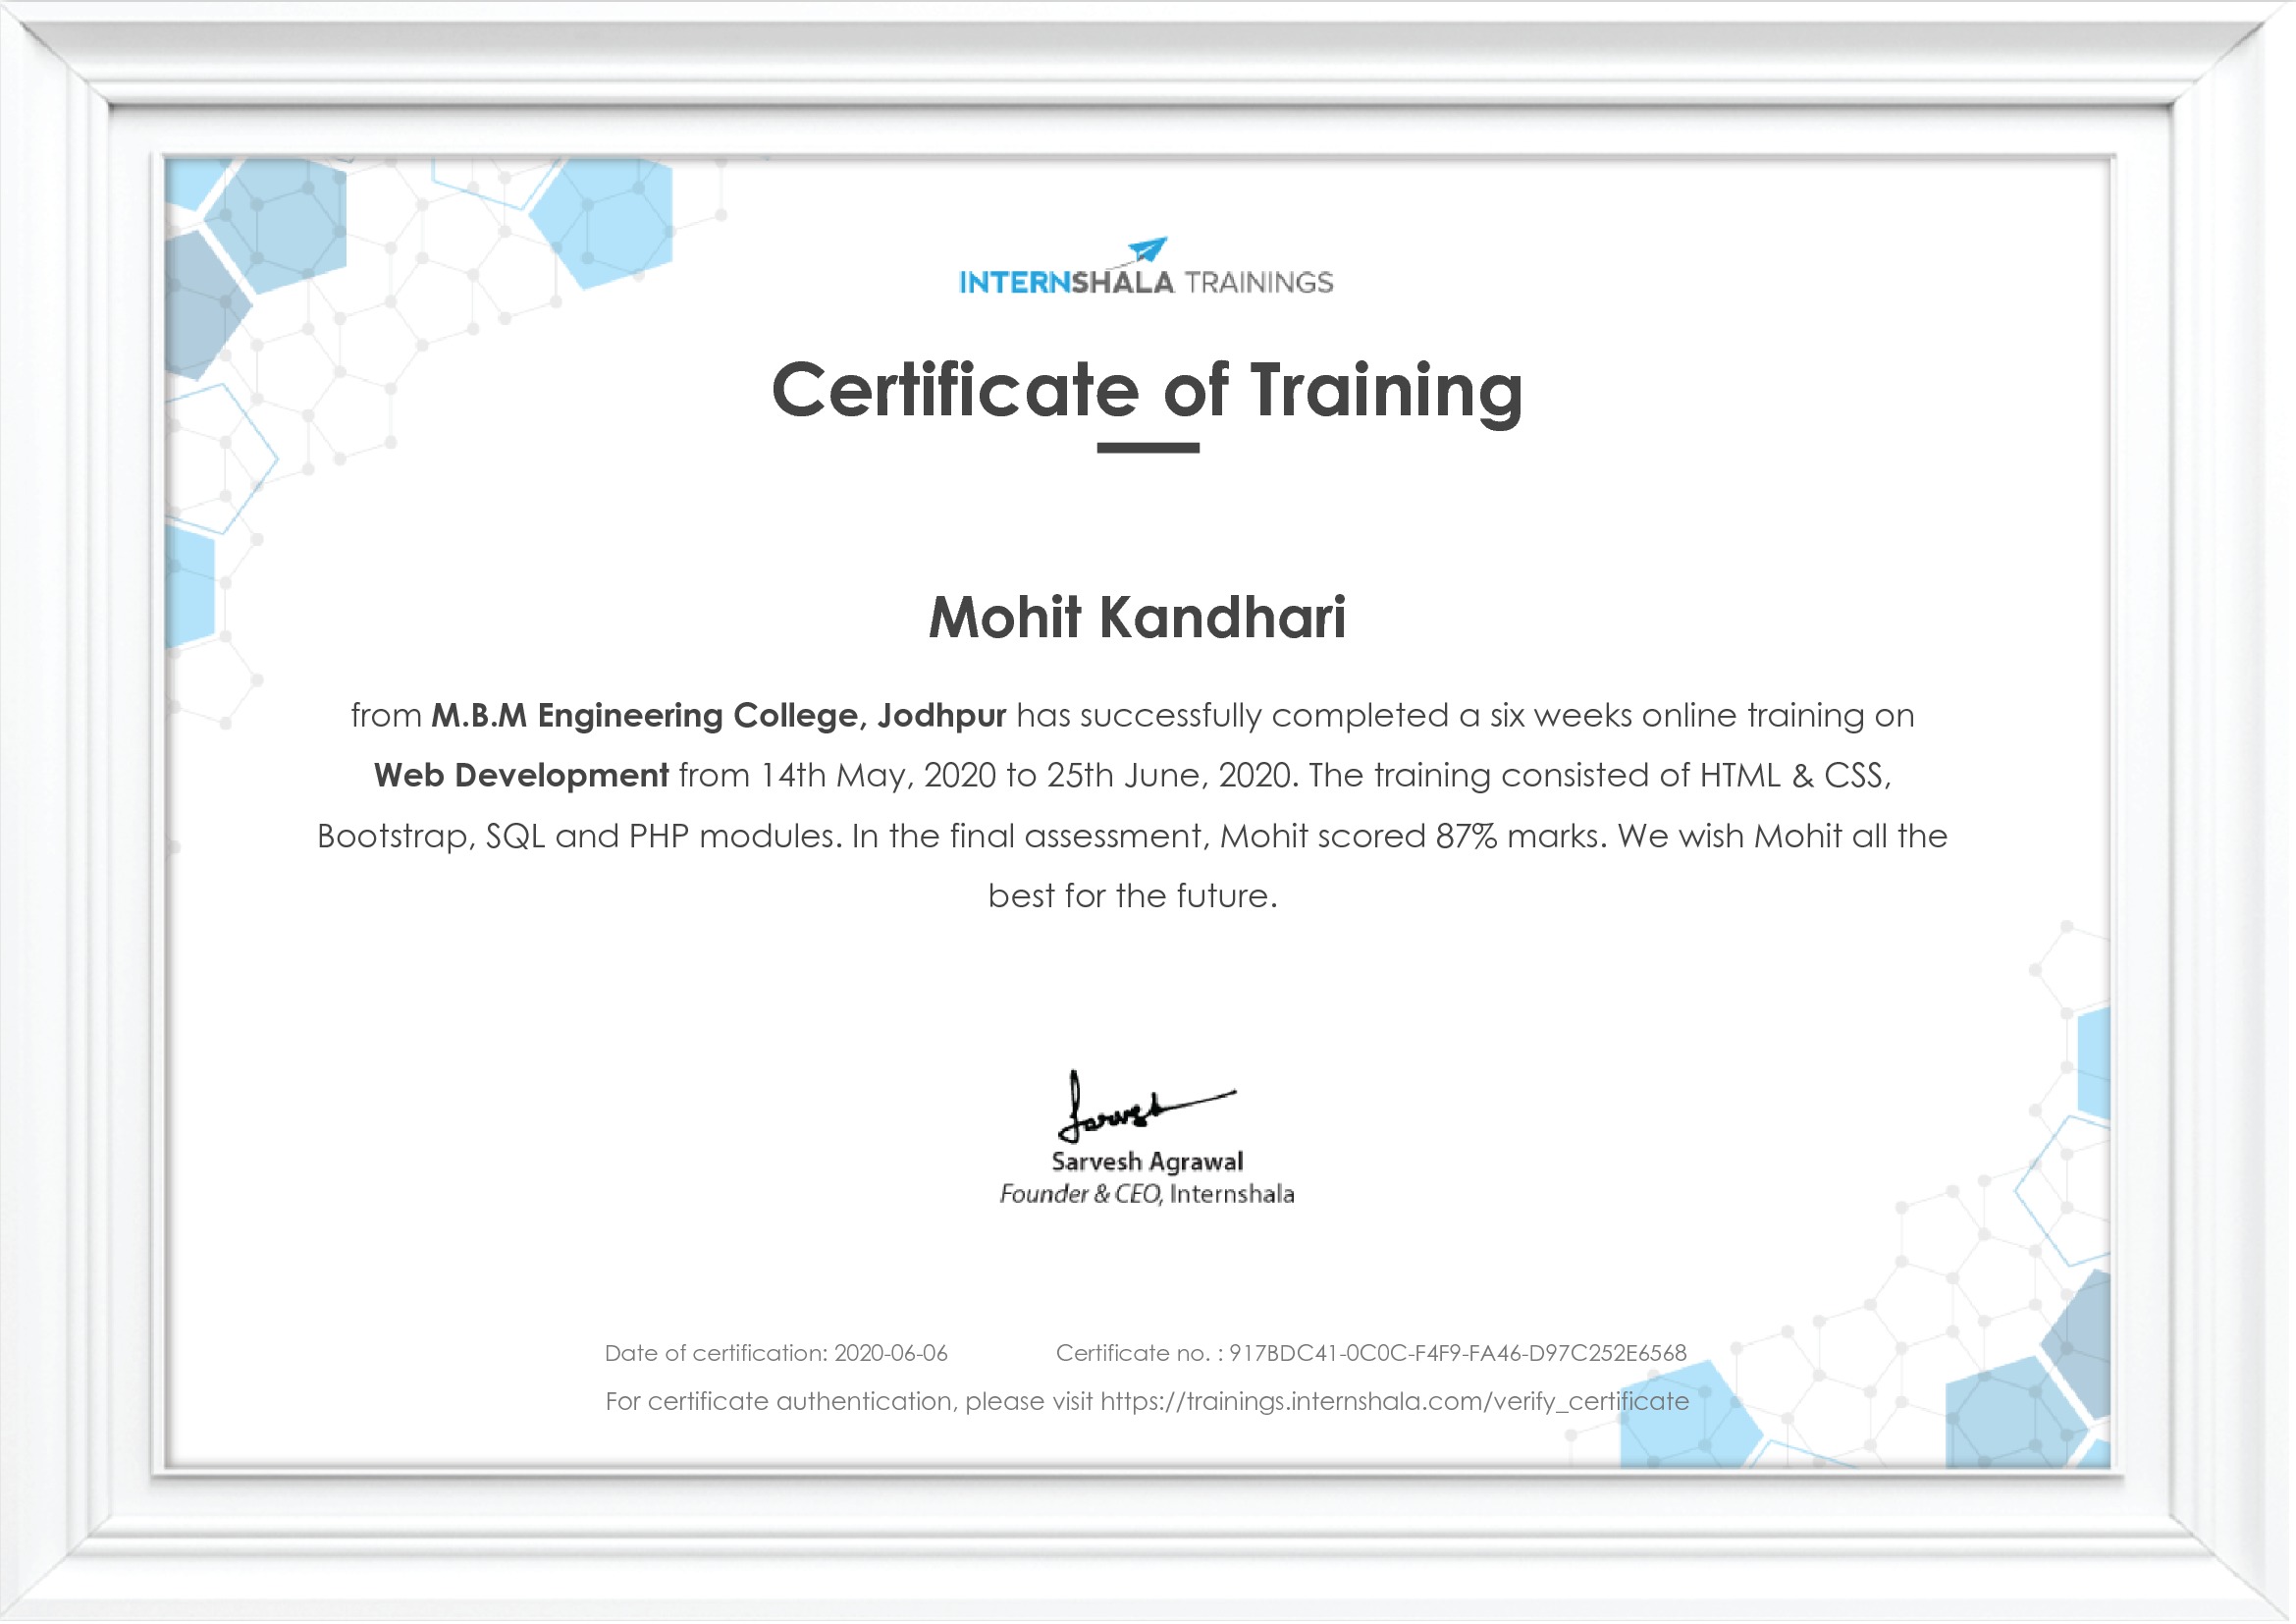 INTERNSHALA TRAININGS
Certificate of Training
Mohit Kandhari
from M.B.M Engineering College, Jodhpur has successfully completed a six weeks online training on
Web Development from 14th May, 2020 to 25th June, 2020. The training consisted of HTML & CSS,
Bootstrap, SQL and PHP modules. In the final assessment, Mohit scored 87% marks. We wish Mohit all the
best for the future.
Sarvesh
Sarvesh Agrawal
Founder & CEO, Internshala
Date of certification: 2020-06-06 Certificate no. : 917BDC41-0C0C-F4F9-FA46-D97C252E6568
For certificate authentication, please visit https://trainings.internshala.com/verify_certificate